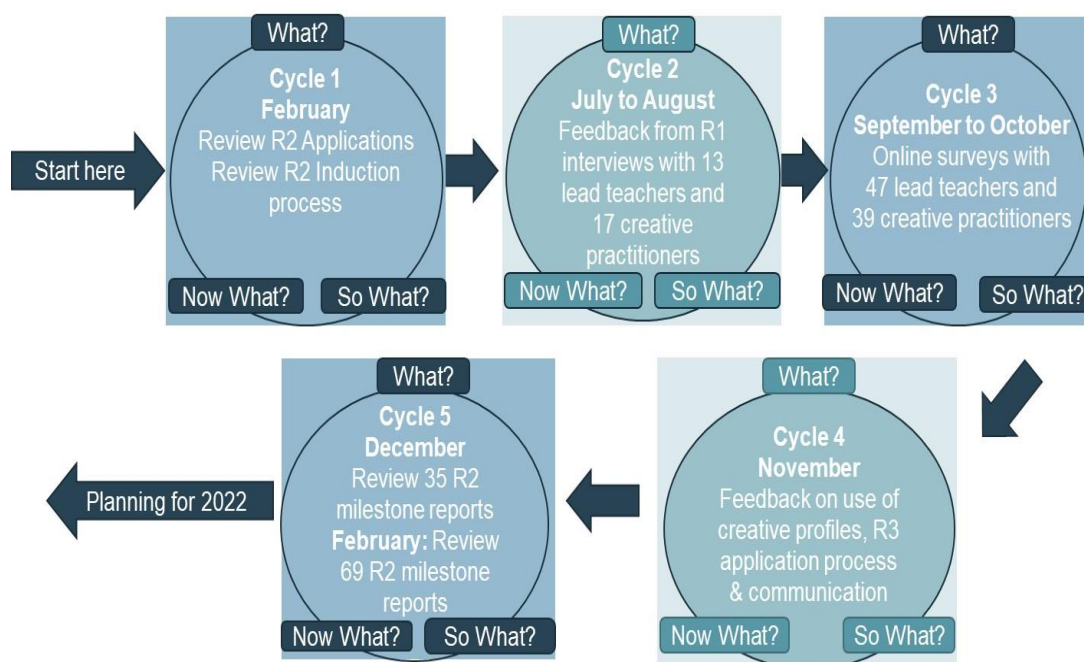 Start here
What?
Cycle 1
February
Review R2 Applications
Review R2 Induction
process
Now What?
So What?
What?
Cycle 2
July to August
Feedback from R1
interviews with 13
lead teachers and
17 creative
practitioners
Now What?
So What?
What?
Cycle 3
September to October
Online surveys with
47 lead teachers and
39 creative practitioners
Now What?
So What?
What?
Cycle 4
November
Feedback on use of
creative profiles, R3
application process
& communication
Now What?
So What?
What?
Cycle 5
December
Review 35 R2
milestone reports
February: Review
69 R2 milestone
reports
Now What?
So What?
Planning for 2022